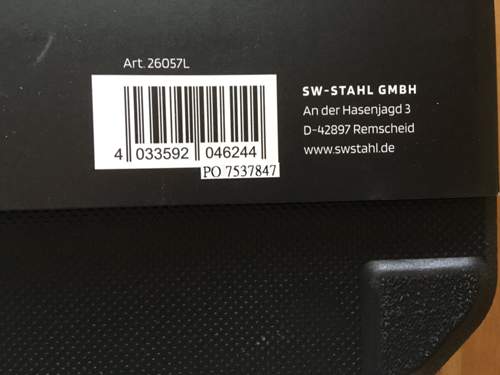 Art. 26057L
4 033592 046244
PO 7537847
SW-STAHL GMBH
An der Hasenjagd 3
D-42897 Remscheid
www.swstahl.de